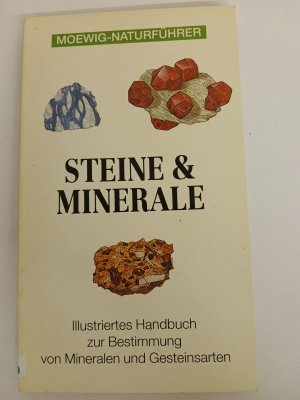 MOEWIG-NATURFÜHRER
STEINE &
MINERALE
Illustriertes Handbuch
zur Bestimmung
von Mineralen und Gesteinsarten